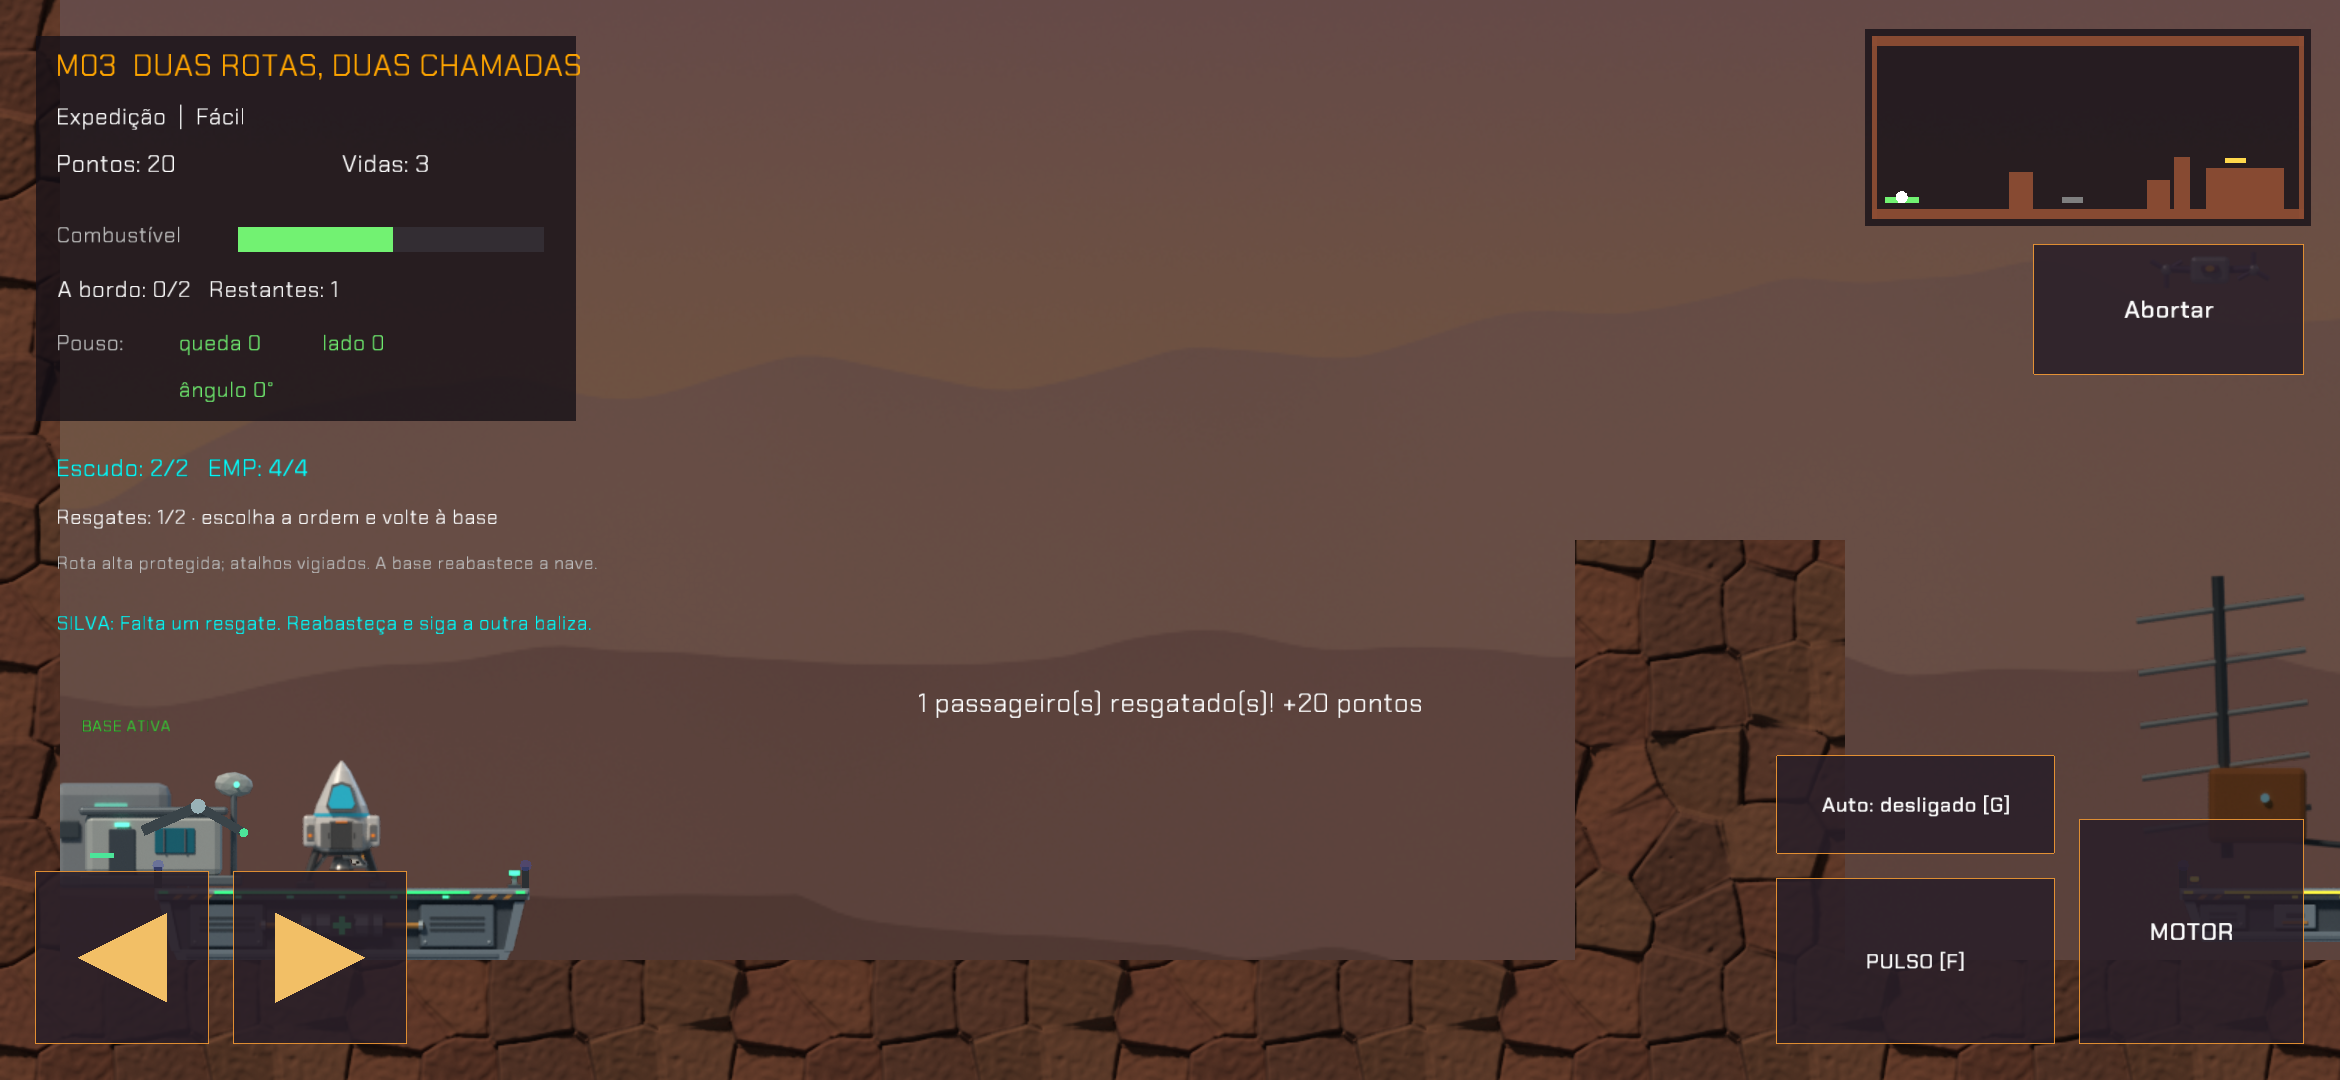 M03 DUAS ROTAS, DUAS CHAMADAS
Expedição | Fácil
Pontos: 20 Vidas: 3
Combustível
A bordo: 0/2 Restantes: 1
Pouso: queda 0 lado 0
ângulo 0°
Escudo: 2/2 EMP: 4/4
Resgates: 1/2 · escolha a ordem e volte à base
Rota alta protegida; atalhos vigiados. A base reabastece a nave.
SILVA: Falta um resgate. Reabasteça e siga a outra baliza.
Abortar
1 passageiro(s) resgatado(s)! +20 pontos
BASE ATIVA
Auto: desligado [G]
PULSO [F]
MOTOR